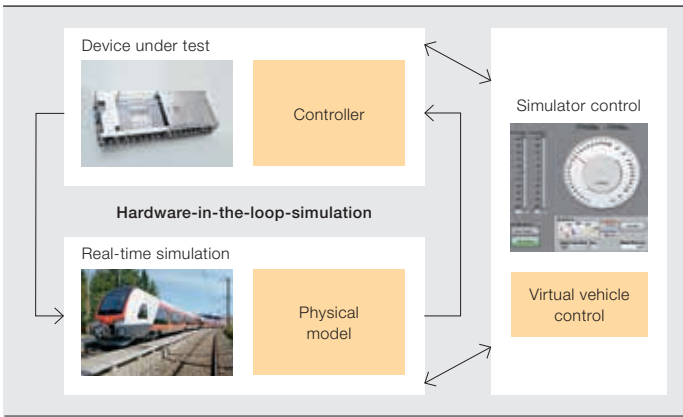 Device under test
Controller
Simulator control
Hardware-in-the-loop-simulation
Real-time simulation
Physical
model
Virtual vehicle
control